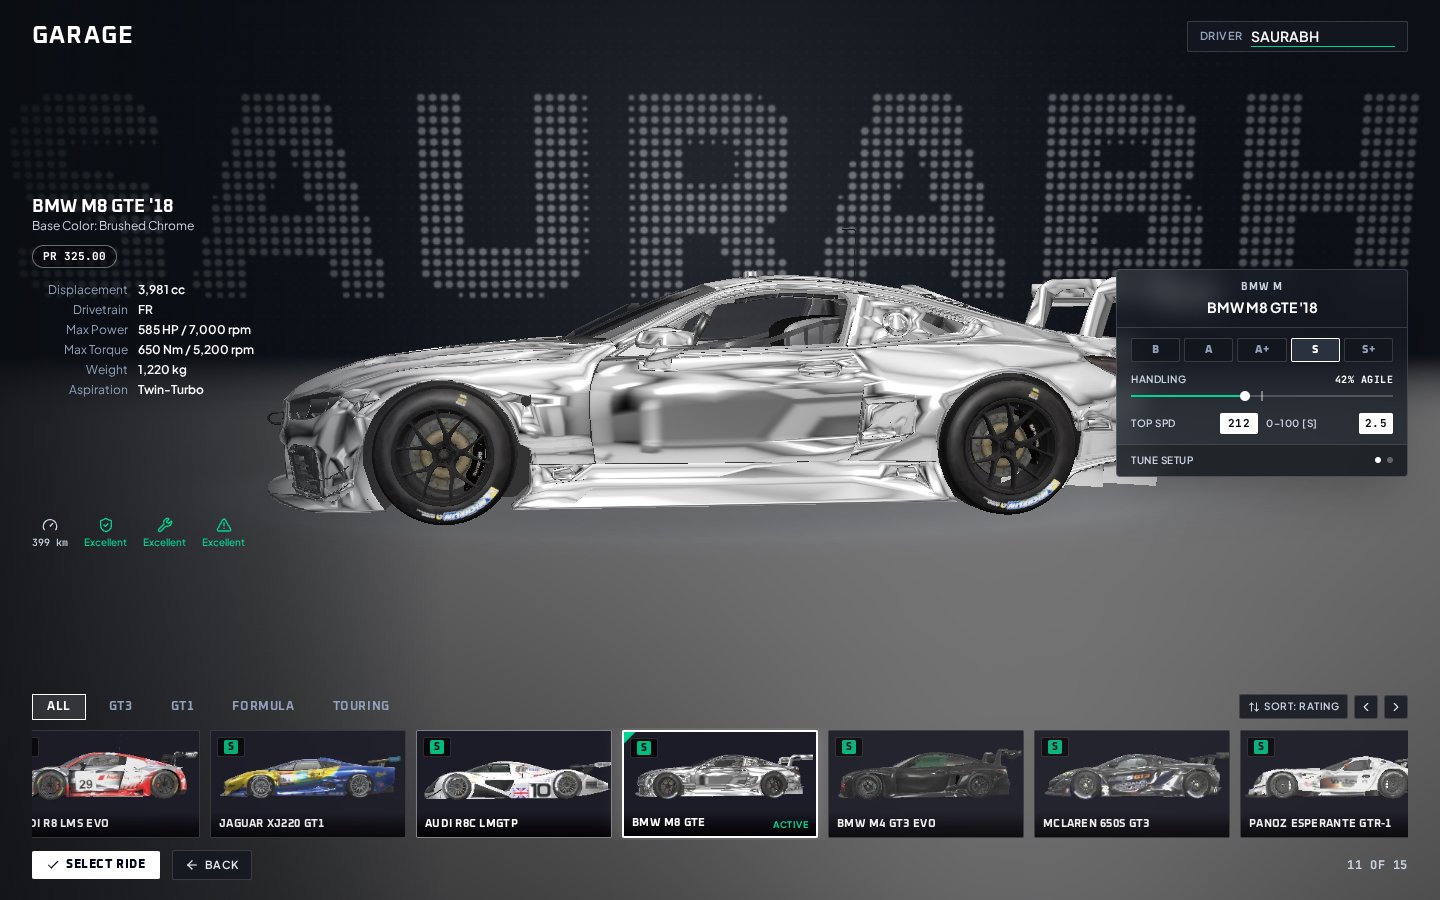 GARAGE
DRIVER SAURABH
SAURABH
BMW M8 GTE '18
Base Color: Brushed Chrome
PR 325.00
Displacement 3,981 cc
Drivetrain FR
Max Power 585 HP / 7,000 rpm
Max Torque 650 Nm / 5,200 rpm
Weight 1,220 kg
Aspiration Twin-Turbo
BMW M
BMW M8 GTE '18
B A A+ S S+
HANDLING 42% AGILE
TOP SPD 212 0-100 [S] 2.5
TUNE SETUP
399 km Excellent Excellent Excellent
ALL GT3 GT1 FORMULA TOURING
SORT: RATING
S S S S S S
29
10
DI R8 LMS EVO
JAGUAR XJ220 GT1
AUDI R8C LMGTP
BMW M8 GTE
ACTIVE
BMW M4 GT3 EVO
MCLAREN 650S GT3
PANOZ ESPERANTE GTR-1
SELECT RIDE
BACK
11 OF 15